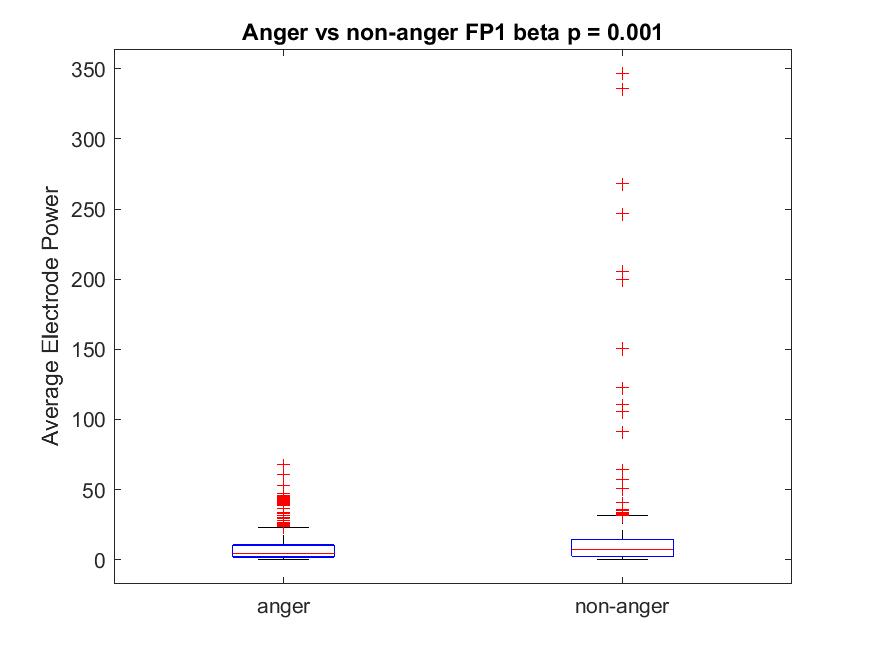 Anger vs non-anger FP1 beta p = 0.001
Average Electrode Power
350
300
250
200
150
100
50
0
anger
non-anger